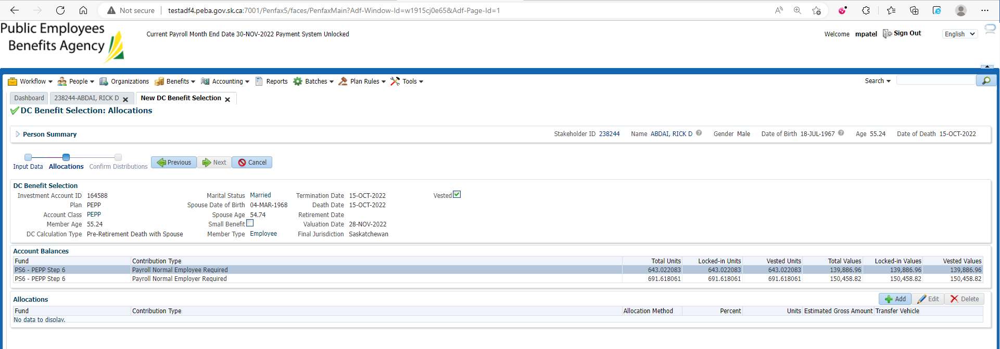 Not secure testadf4.peba.gov.sk.ca:7001/Penfax5/faces/PenfaxMain?Adf-Window-Id=w1915cj0e65&Adf-Page-Id=1
Public Employees
Benefits Agency
Current Payroll Month End Date 30-NOV-2022 Payment System Unlocked
Welcome mpatel Sign Out English
Workflow People Organizations Benefits Accounting Reports Batches Plan Rules Tools Search
Dashboard 238244-ABDAI, RICK D New DC Benefit Selection
DC Benefit Selection: Allocations
Person Summary Stakeholder ID 238244 Name ABDAI, RICK D Gender Male Date of Birth 18-JUL-1967 Age 55.24 Date of Death 15-OCT-2022
Input Data Allocations Confirm Distributions Previous Next Cancel
DC Benefit Selection
Investment Account ID 164588 Marital Status Married Termination Date 15-OCT-2022 Vested
Plan PEPP Spouse Date of Birth 04-MAR-1968 Death Date 15-OCT-2022
Account Class PEPP Spouse Age 54.74 Retirement Date
Member Age 55.24 Small Benefit Valuation Date 28-NOV-2022
DC Calculation Type Pre-Retirement Death with Spouse Member Type Employee Final Jurisdiction Saskatchewan
Account Balances
Fund Contribution Type Total Units Locked-in Units Vested Units Total Values Locked-in Values Vested Values
PS6 - PEPP Step 6 Payroll Normal Employee Required 643.022083 643.022083 643.022083 139,886.96 139,886.96 139,886.96
PS6 - PEPP Step 6 Payroll Normal Employer Required 691.618061 691.618061 691.618061 150,458.82 150,458.82 150,458.82
Allocations Add Edit Delete
Fund Contribution Type Allocation Method Percent Units Estimated Gross Amount Transfer Vehicle
No data to display.